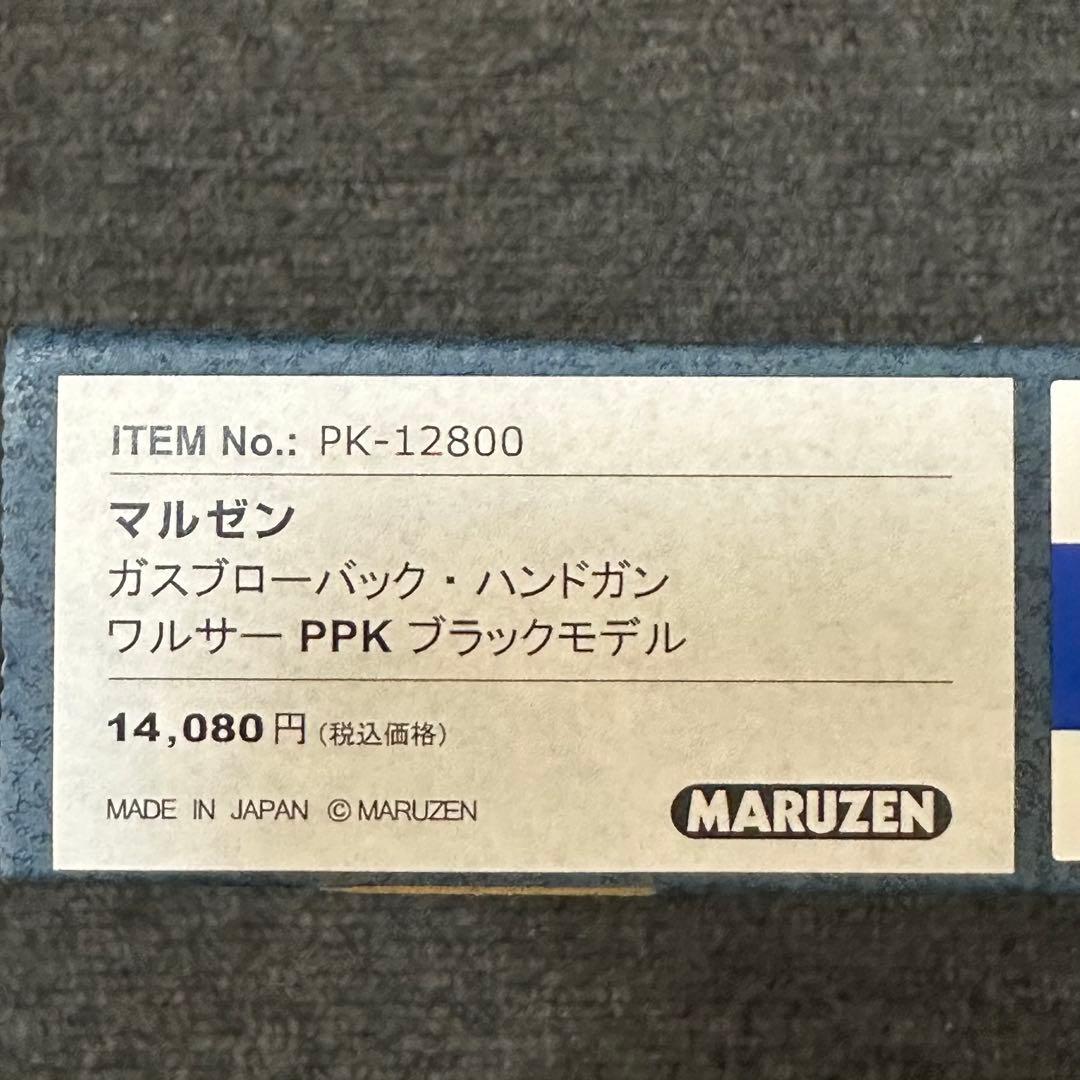 ITEM No.: PK-12800
マルゼン
ガスブローバック・ハンドガン
ワルサー PPK ブラックモデル
14,080円 (税込価格)
MADE IN JAPAN ©MARUZEN
MARUZEN